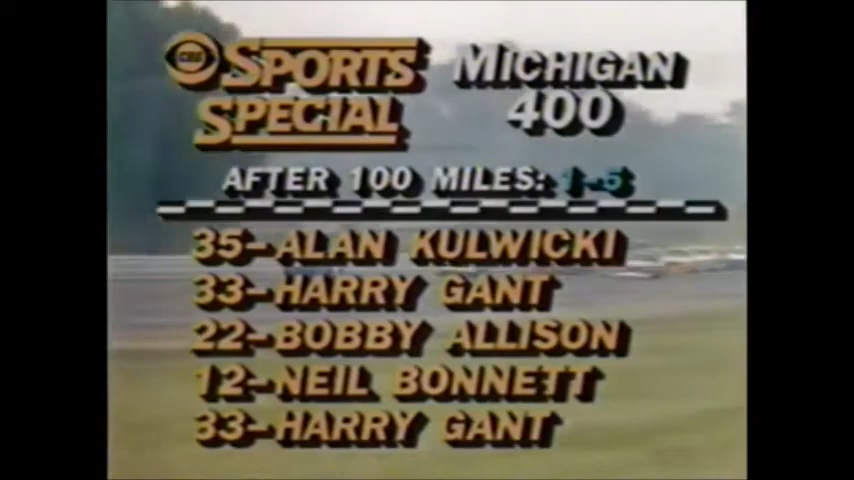 CBS SPORTS SPECIAL
MICHIGAN 400
AFTER 100 MILES: 1-5
35-ALAN KULWICKI
33-HARRY GANT
22-BOBBY ALLISON
12-NEIL BONNETT
33-HARRY GANT